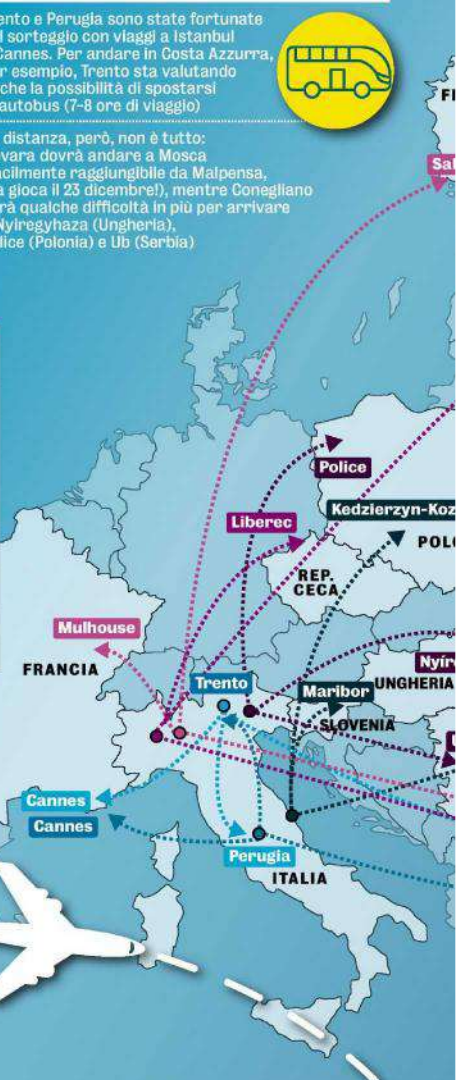 ento e Perugia sono state fortunate
l sorteggio con viaggi a Istanbul
Cannes. Per andare in Costa Azzurra,
r esempio, Trento sta valutando
che la possibilità di spostarsi
autobus (7-8 ore di viaggio)
distanza, però, non è tutto:
vara dovrà andare a Mosca
acilmente raggiungibile da Malpensa,
a gioca il 23 dicembre!), mentre Conegliano
rà qualche difficoltà in più per arrivare
Nyiregyhaza (Ungheria),
lice (Polonia) e Ub (Serbia)
FI
Sal
Police
Liberec
Kedzierzyn-Koz
POLO
REP.
CECA
Mulhouse
FRANCIA
Trento
Maribor
Nyír
UNGHERIA
SLOVENIA
Cannes
Cannes
Perugia
ITALIA